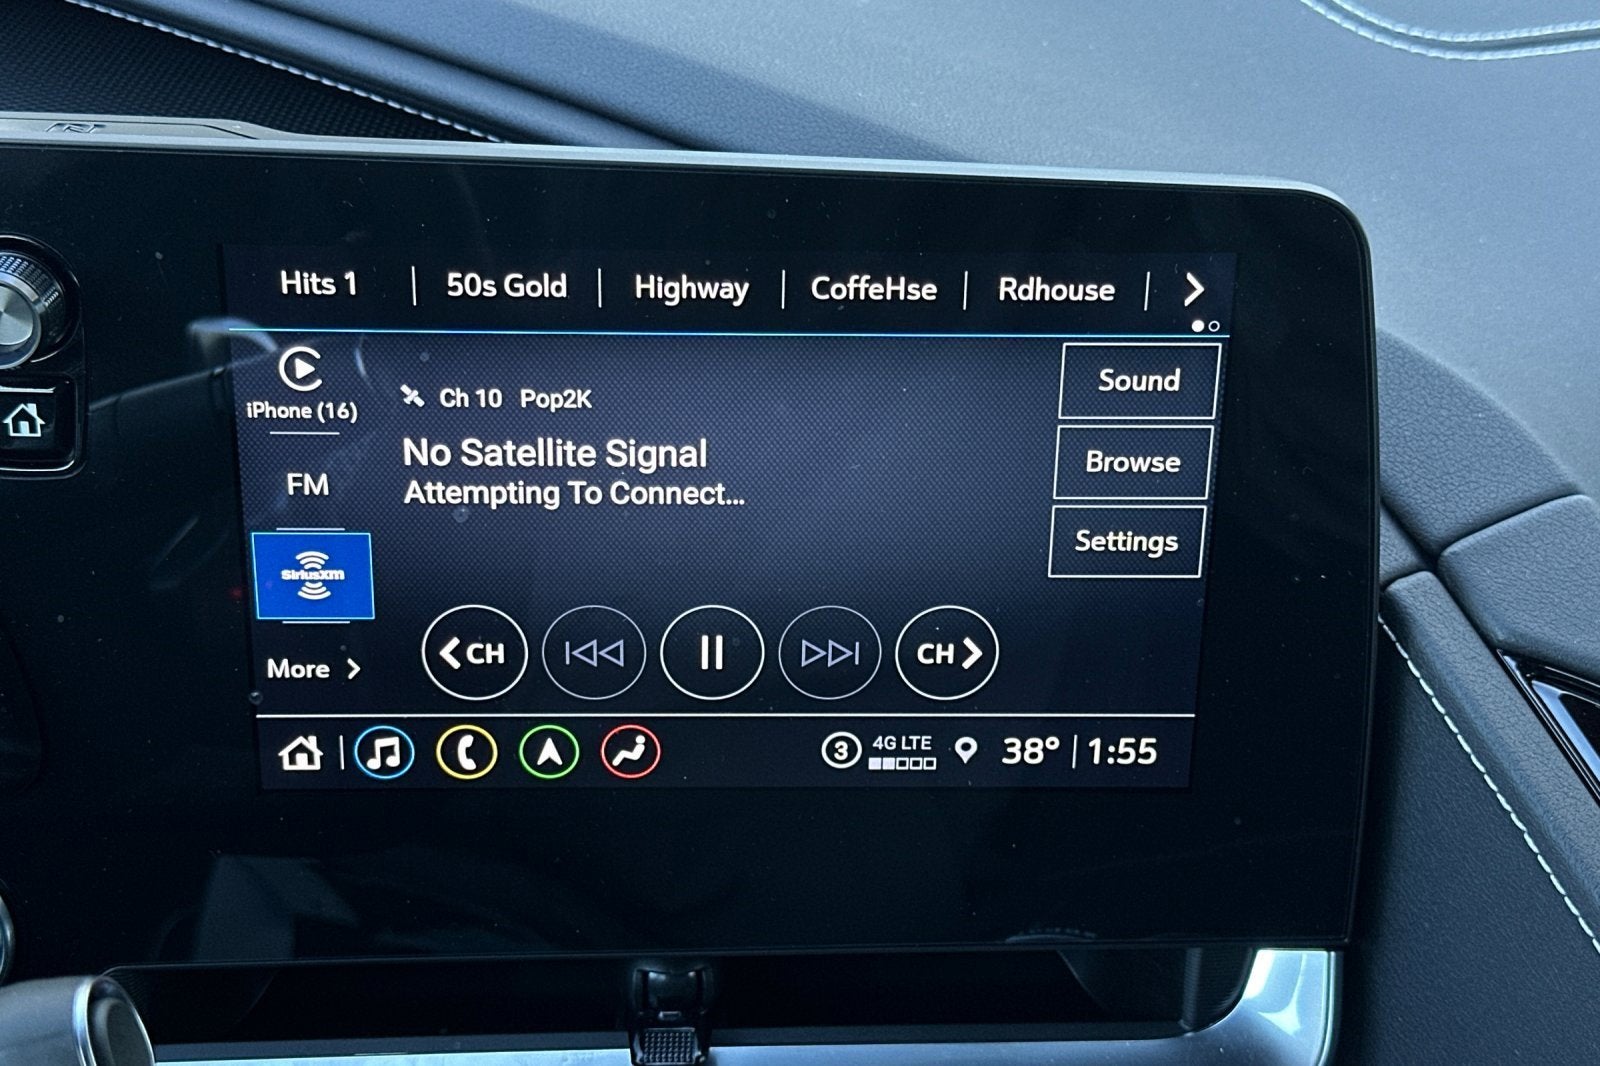 Hits 1 | 50s Gold | Highway | CoffeHse | Rdhouse |
iPhone (16)
Ch 10 Pop2K
No Satellite Signal
Attempting To Connect...
FM
SiriusXm
More
Sound
Browse
Settings
CH
CH
3 4G LTE 38° | 1:55